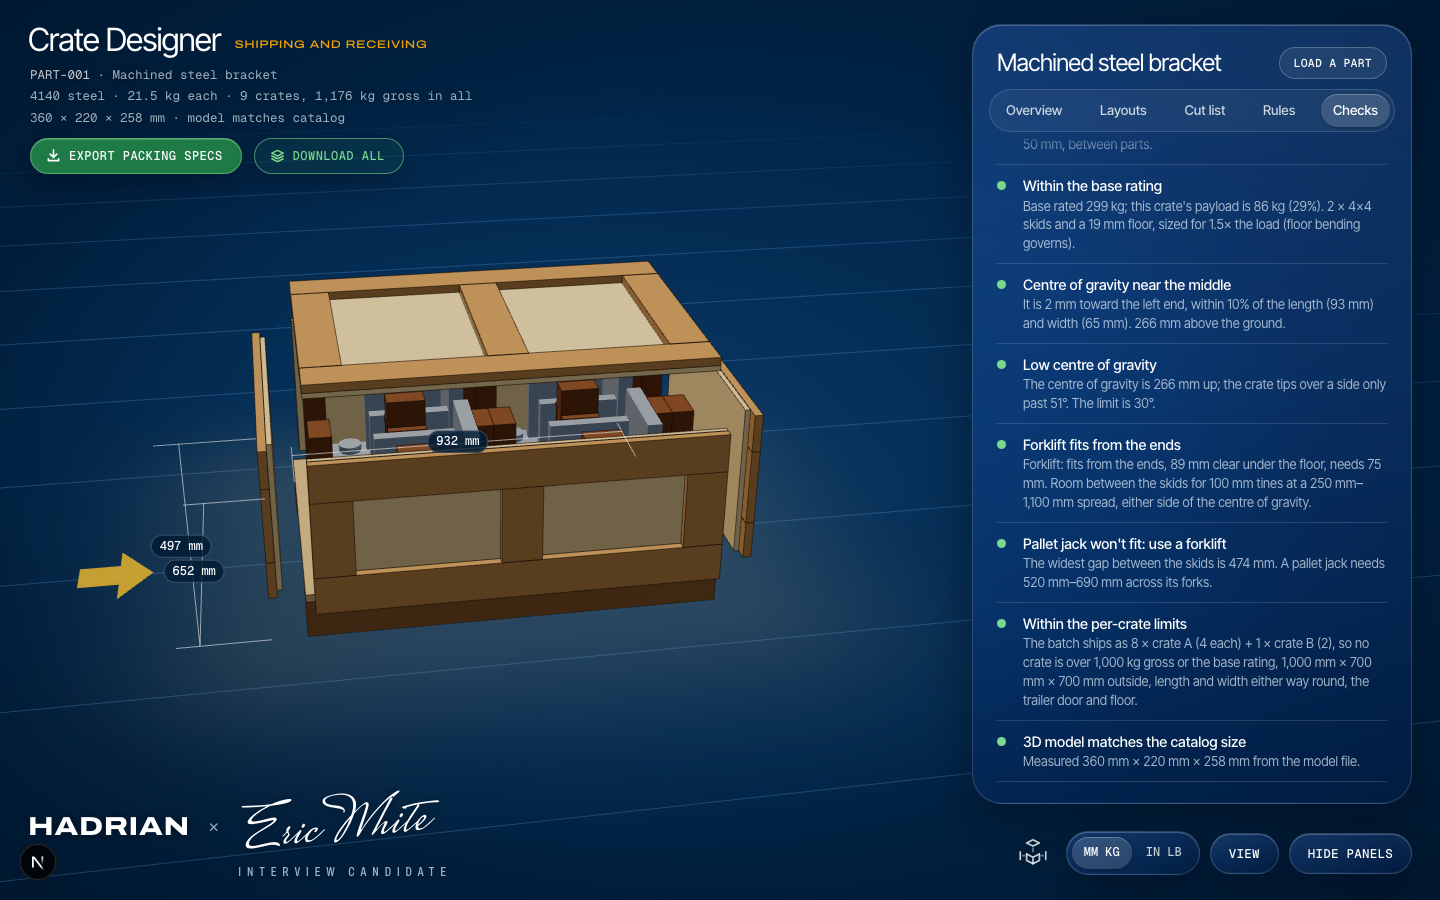 Crate Designer SHIPPING AND RECEIVING
PART-001 · Machined steel bracket
4140 steel · 21.5 kg each · 9 crates, 1,176 kg gross in all
360 × 220 × 258 mm · model matches catalog
EXPORT PACKING SPECS
DOWNLOAD ALL
932 mm
497 mm
652 mm
HADRIAN × Eric White
INTERVIEW CANDIDATE
N
Machined steel bracket
LOAD A PART
Overview Layouts Cut list Rules Checks
50 mm, between parts.
Within the base rating
Base rated 299 kg; this crate's payload is 86 kg (29%). 2 × 4×4
skids and a 19 mm floor, sized for 1.5× the load (floor bending
governs).
Centre of gravity near the middle
It is 2 mm toward the left end, within 10% of the length (93 mm)
and width (65 mm). 266 mm above the ground.
Low centre of gravity
The centre of gravity is 266 mm up; the crate tips over a side only
past 51°. The limit is 30°.
Forklift fits from the ends
Forklift: fits from the ends, 89 mm clear under the floor, needs 75
mm. Room between the skids for 100 mm tines at a 250 mm–
1,100 mm spread, either side of the centre of gravity.
Pallet jack won't fit: use a forklift
The widest gap between the skids is 474 mm. A pallet jack needs
520 mm–690 mm across its forks.
Within the per-crate limits
The batch ships as 8 × crate A (4 each) + 1 × crate B (2), so no
crate is over 1,000 kg gross or the base rating, 1,000 mm × 700
mm × 700 mm outside, length and width either way round, the
trailer door and floor.
3D model matches the catalog size
Measured 360 mm × 220 mm × 258 mm from the model file.
MM KG IN LB
VIEW
HIDE PANELS